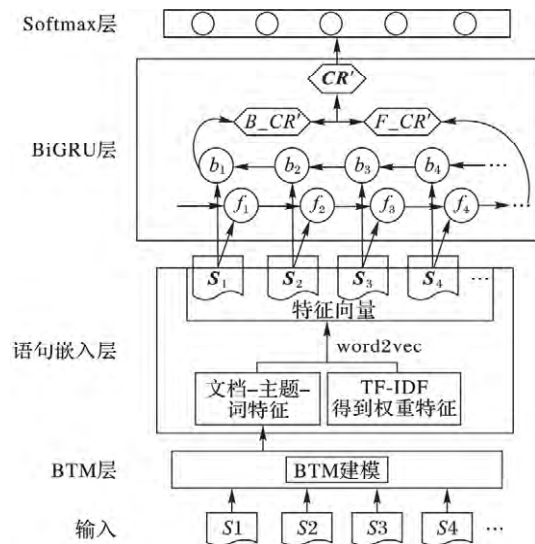 Softmax层
CR′
B_CR′ F_CR′
BiGRU层
b₁ b₂ b₃ b₄ ···
f₁ f₂ f₃ f₄ ···
S₁ S₂ S₃ S₄ ···
特征向量
语句嵌入层
word2vec
文档–主题–
词特征
TF-IDF
得到权重特征
BTM层
BTM建模
输入
S1 S2 S3 S4 ···